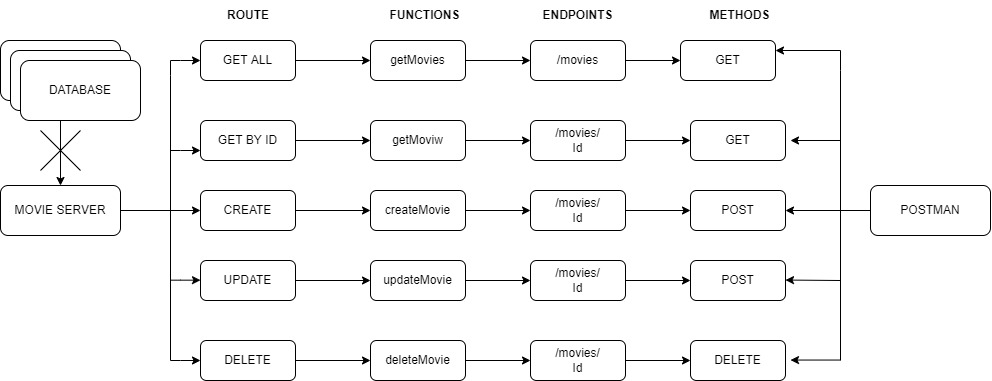 ROUTE FUNCTIONS ENDPOINTS METHODS
DATABASE
GET ALL getMovies /movies GET
GET BY ID getMoviw /movies/
Id GET
MOVIE SERVER CREATE createMovie /movies/
Id POST POSTMAN
UPDATE updateMovie /movies/
Id POST
DELETE deleteMovie /movies/
Id DELETE